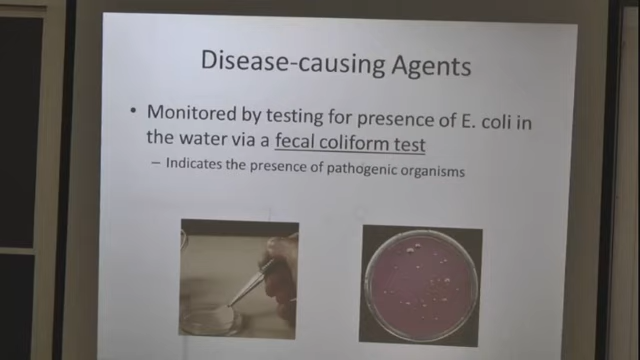 Disease-causing Agents
• Monitored by testing for presence of E. coli in
the water via a fecal coliform test
– Indicates the presence of pathogenic organisms